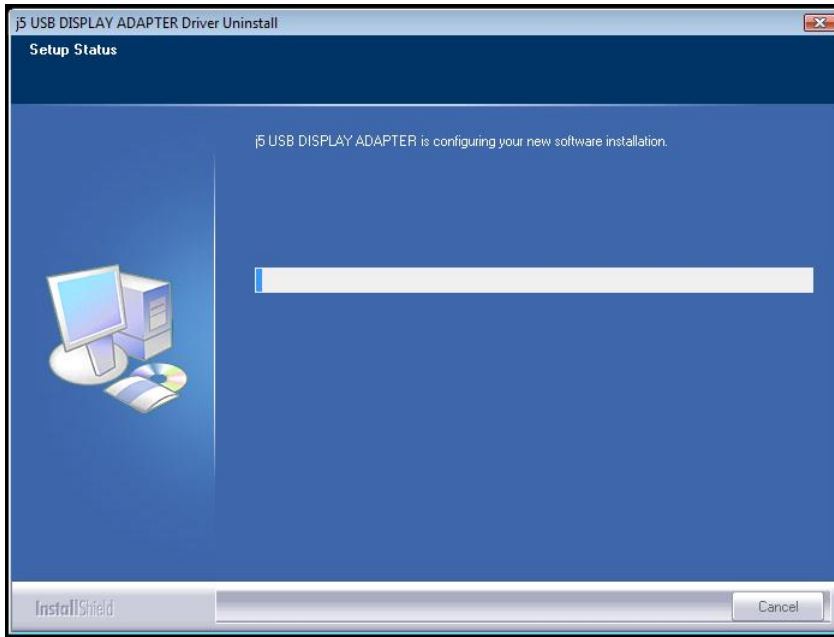 j5 USB DISPLAY ADAPTER Driver Uninstall
Setup Status
j5 USB DISPLAY ADAPTER is configuring your new software installation.
InstallShield
Cancel